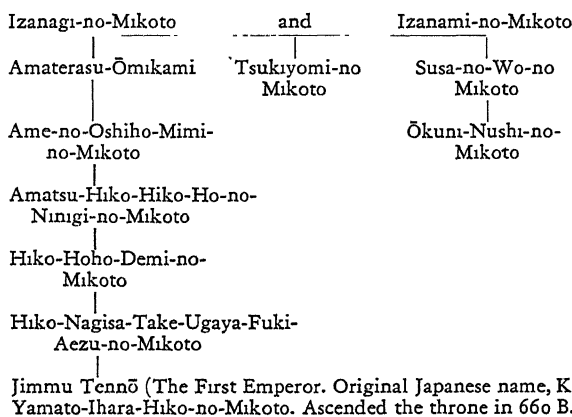 Izanagi-no-Mikoto and Izanami-no-Mikoto
Amaterasu-Ōmikami Tsukiyomi-no Susa-no-Wo-no
Mikoto Mikoto
Ame-no-Oshiho-Mimi- Ōkuni-Nushi-no-
no-Mikoto Mikoto
Amatsu-Hiko-Hiko-Ho-no-
Ninigi-no-Mikoto
Hiko-Hoho-Demi-no-
Mikoto
Hiko-Nagisa-Take-Ugaya-Fuki-
Aezu-no-Mikoto
Jimmu Tennō (The First Emperor. Original Japanese name, K
Yamato-Ihara-Hiko-no-Mikoto. Ascended the throne in 660 B.